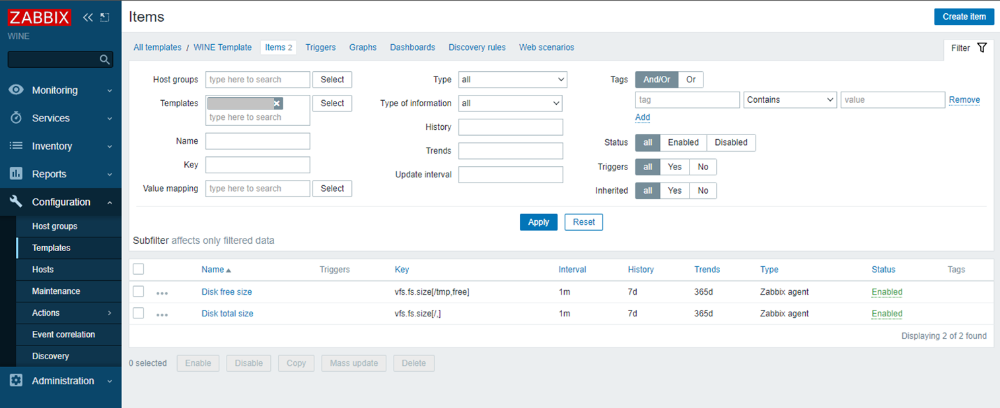 ZABBIX
WINE
Monitoring
Services
Inventory
Reports
Configuration
Host groups
Templates
Hosts
Maintenance
Actions
Event correlation
Discovery
Administration
Items
Create item
All templates / WINE Template Items 2 Triggers Graphs Dashboards Discovery rules Web scenarios
Filter
Host groups type here to search Select
Templates Select
type here to search
Name
Key
Value mapping type here to search Select
Type all
Type of information all
History
Trends
Update interval
Tags And/Or Or
tag Contains value Remove
Add
Status all Enabled Disabled
Triggers all Yes No
Inherited all Yes No
Apply Reset
Subfilter affects only filtered data
Name Triggers Key Interval History Trends Type Status Tags
Disk free size vfs.fs.size[/tmp,free] 1m 7d 365d Zabbix agent Enabled
Disk total size vfs.fs.size[/,] 1m 7d 365d Zabbix agent Enabled
Displaying 2 of 2 found
0 selected Enable Disable Copy Mass update Delete